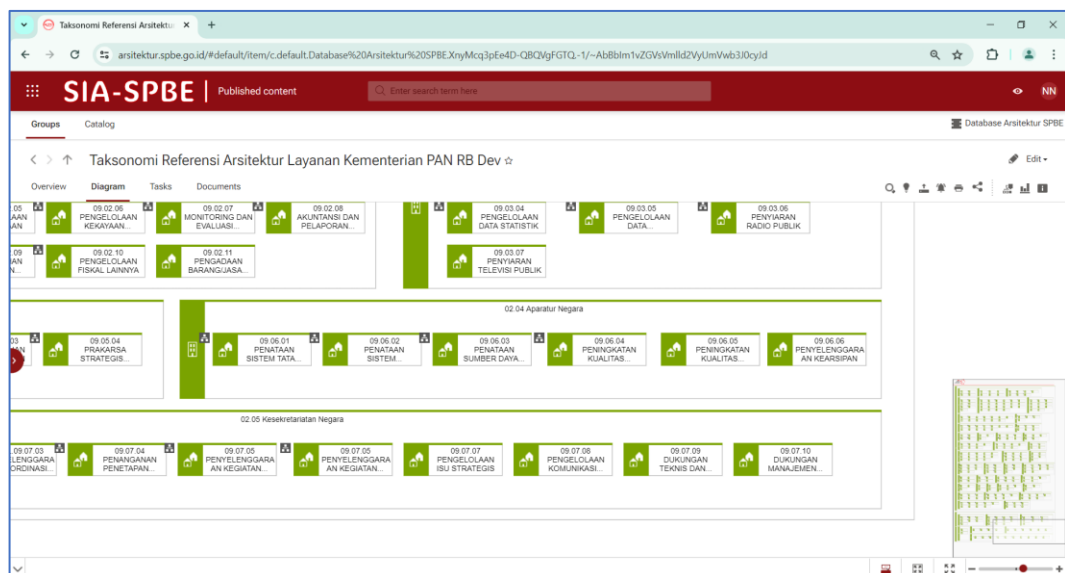 Taksonomi Referensi Arsitektur
arsitektur.spbe.go.id/#default/item/c.default.Database%20Arsitektur%20SPBE.XnyMcq3pEe4D-QBQVgFGTQ.-1/~AbBbIm1vZGVsVmlld2VyUmVwb3J0cyJd
SIA-SPBE | Published content
Enter search term here
NN
Groups Catalog
Database Arsitektur SPBE
Taksonomi Referensi Arsitektur Layanan Kementerian PAN RB Dev
Edit
Overview Diagram Tasks Documents
09.02.06
PENGELOLAAN
KEKAYAAN...
09.02.07
MONITORING DAN
EVALUASI...
09.02.08
AKUNTANSI DAN
PELAPORAN...
09.03.04
PENGELOLAAN
DATA STATISTIK
09.03.05
PENGELOLAAN
DATA...
09.03.06
PENYIARAN
RADIO PUBLIK
09.02.10
PENGELOLAAN
FISKAL LAINNYA
09.02.11
PENGADAAN
BARANG/JASA...
09.03.07
PENYIARAN
TELEVISI PUBLIK
02.04 Aparatur Negara
09.05.04
PRAKARSA
STRATEGIS...
09.06.01
PENATAAN
SISTEM TATA...
09.06.02
PENATAAN
SISTEM...
09.06.03
PENATAAN
SUMBER DAYA...
09.06.04
PENINGKATAN
KUALITAS...
09.06.05
PENINGKATAN
KUALITAS...
09.06.06
PENYELENGGARA
AN KEARSIPAN
02.05 Kesekretariatan Negara
09.07.03
LENGGARA
ORDINASI...
09.07.04
PENANGANAN
PENETAPAN...
09.07.05
PENYELENGGARA
AN KEGIATAN...
09.07.05
PENYELENGGARA
AN KEGIATAN...
09.07.07
PENGELOLAAN
ISU STRATEGIS
09.07.08
PENGELOLAAN
KOMUNIKASI...
09.07.09
DUKUNGAN
TEKNIS DAN...
09.07.10
DUKUNGAN
MANAJEMEN...